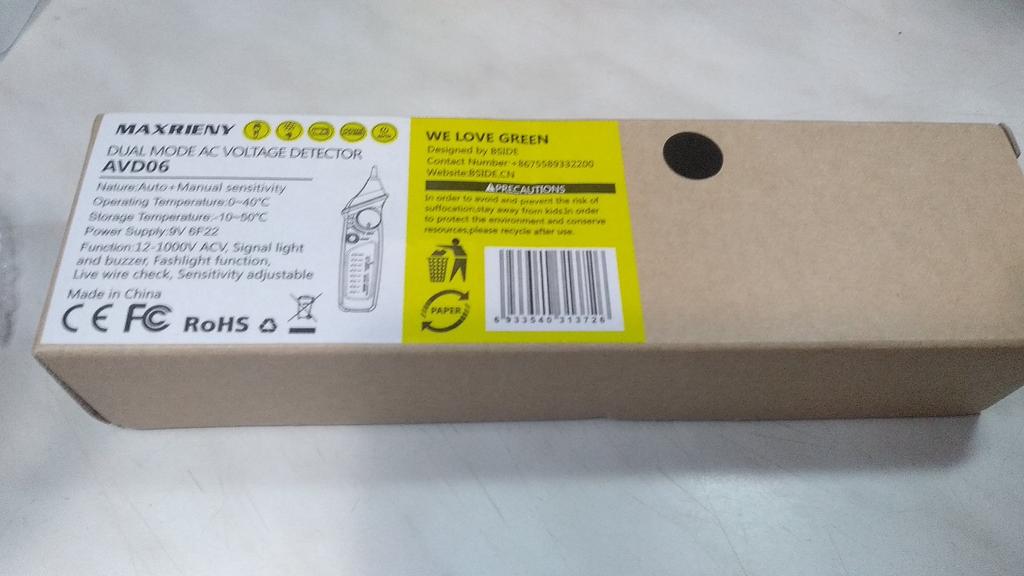 MAXRIENY
DUAL MODE AC VOLTAGE DETECTOR
AVD06
Nature:Auto+Manual sensitivity
Operating Temperature:0~40°C
Storage Temperature:-10~50°C
Power Supply:9V 6F22
Function:12-1000V ACV, Signal light
and buzzer, Fashlight function,
Live wire check, Sensitivity adjustable
Made in China
CE FC RoHS
WE LOVE GREEN
Designed by BSIDE
Contact Number:+8675589332200
Website:BSIDE.CN
PRECAUTIONS
In order to avoid and prevent the risk of
suffocation,stay away from kids.In order
to protect the environment and conserve
resources,please recycle after use.
PAPER
6 933540 313726